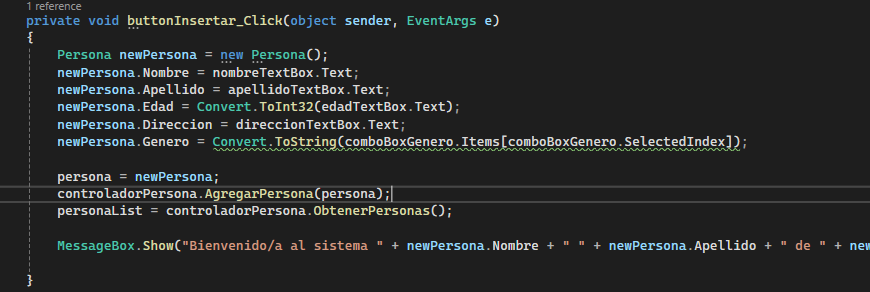 1 reference
private void buttonInsertar_Click(object sender, EventArgs e)
{
Persona newPersona = new Persona();
newPersona.Nombre = nombreTextBox.Text;
newPersona.Apellido = apellidoTextBox.Text;
newPersona.Edad = Convert.ToInt32(edadTextBox.Text);
newPersona.Direccion = direccionTextBox.Text;
newPersona.Genero = Convert.ToString(comboBoxGenero.Items[comboBoxGenero.SelectedIndex]);
persona = newPersona;
controladorPersona.AgregarPersona(persona);
personaList = controladorPersona.ObtenerPersonas();
MessageBox.Show("Bienvenido/a al sistema " + newPersona.Nombre + " " + newPersona.Apellido + " de " + new
}